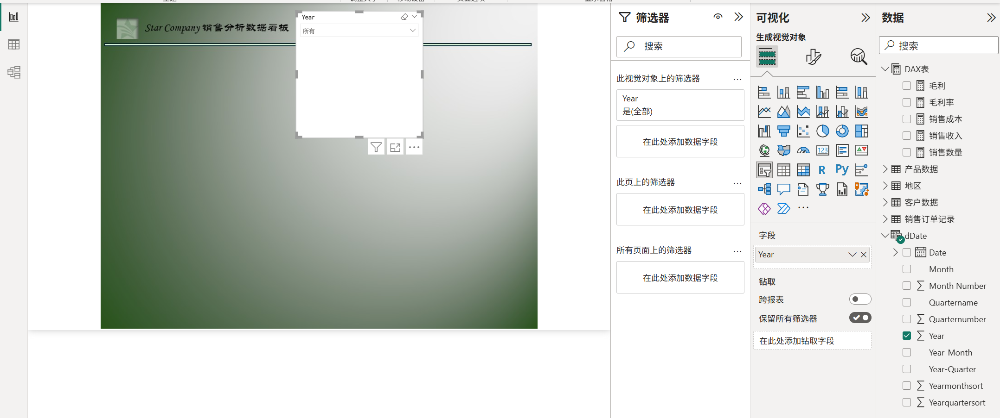 Star Company 销售分析数据看板
Year
所有
筛选器
搜索
此视觉对象上的筛选器
...
Year
是(全部)
在此处添加数据字段
此页上的筛选器
...
在此处添加数据字段
所有页面上的筛选器
...
在此处添加数据字段
可视化
生成视觉对象
123
R
Py
...
字段
Year
钻取
跨报表
保留所有筛选器
在此处添加钻取字段
数据
搜索
DAX表
毛利
毛利率
销售成本
销售收入
销售数量
产品数据
地区
客户数据
销售订单记录
dDate
Date
Month
Month Number
Quartername
Quarternumber
Year
Year-Month
Year-Quarter
Yearmonthsort
Yearquartersort